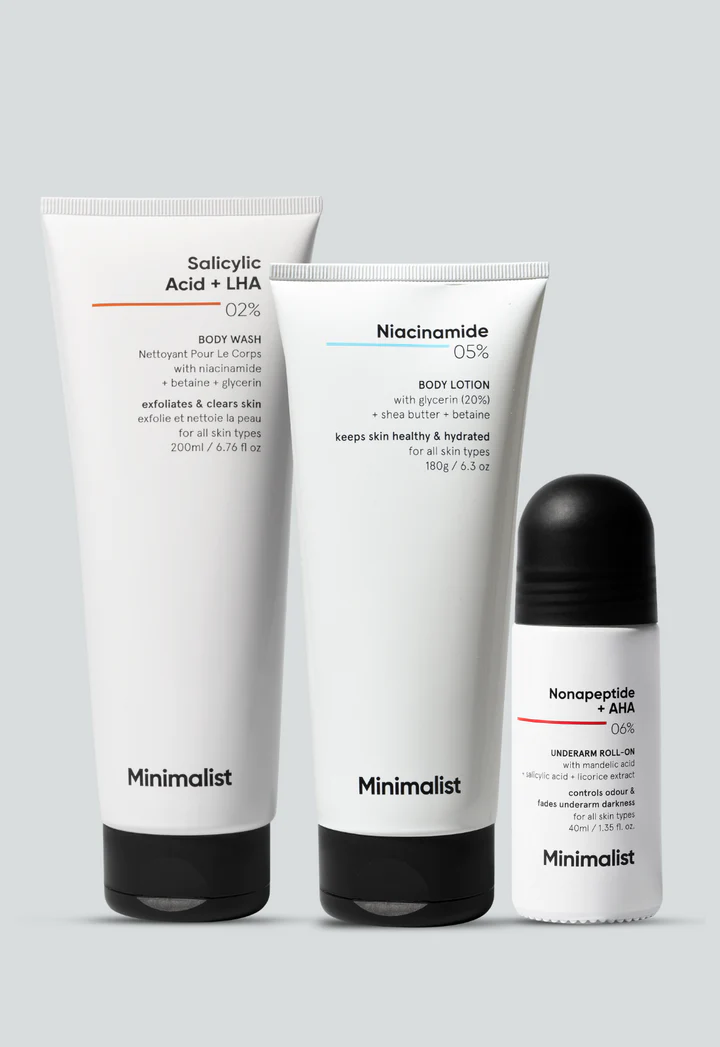 Salicylic
Acid + LHA
02%
BODY WASH
Nettoyant Pour Le Corps
with niacinamide
+ betaine + glycerin
exfoliates & clears skin
exfolie et nettoie la peau
for all skin types
200ml / 6.76 fl oz
Minimalist
Niacinamide
05%
BODY LOTION
with glycerin (20%)
+ shea butter + betaine
keeps skin healthy & hydrated
for all skin types
180g / 6.3 oz
Minimalist
Nonapeptide
+ AHA
06%
UNDERARM ROLL-ON
with mandelic acid
+ salicylic acid + licorice extract
controls odour &
fades underarm darkness
for all skin types
40ml / 1.35 fl. oz.
Minimalist